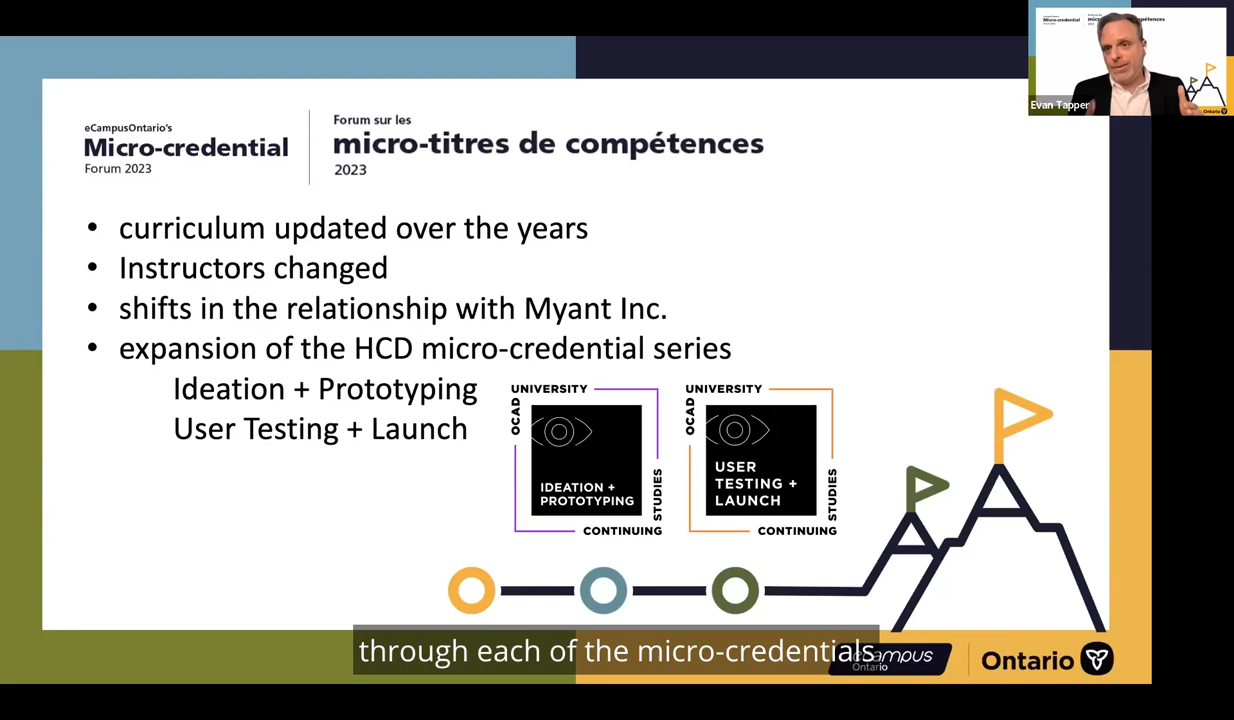 eCampusOntario's
Micro-credential
Forum 2023
Forum sur les
micro-titres de compétences
2023
Evan Tapper
• curriculum updated over the years
• Instructors changed
• shifts in the relationship with Myant Inc.
• expansion of the HCD micro-credential series
Ideation + Prototyping
User Testing + Launch
UNIVERSITY
OCAD
IDEATION +
PROTOTYPING
STUDIES
CONTINUING
UNIVERSITY
OCAD
USER
TESTING +
LAUNCH
STUDIES
CONTINUING
through each of the micro-credentials
Ontario
Ontario